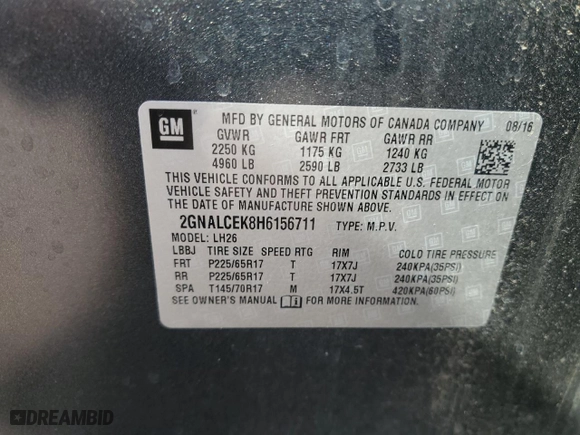 GM
MFD BY GENERAL MOTORS OF CANADA COMPANY 08/16
GVWR GAWR FRT GAWR RR
2250 KG 1175 KG 1240 KG
4960 LB 2590 LB 2733 LB
THIS VEHICLE CONFORMS TO ALL APPLICABLE U.S. FEDERAL MOTOR
VEHICLE SAFETY AND THEFT PREVENTION STANDARDS IN EFFECT ON
THE DATE OF MANUFACTURE SHOWN ABOVE.
2GNALCEK8H6156711 TYPE: M.P.V.
MODEL: LH26
LBBJ TIRE SIZE SPEED RTG RIM COLD TIRE PRESSURE
FRT P225/65R17 T 17X7J 240KPA(35PSI)
RR P225/65R17 T 17X7J 240KPA(35PSI)
SPA T145/70R17 M 17X4.5T 420KPA(60PSI)
SEE OWNER'S MANUAL FOR MORE INFORMATION.
DREAMBID